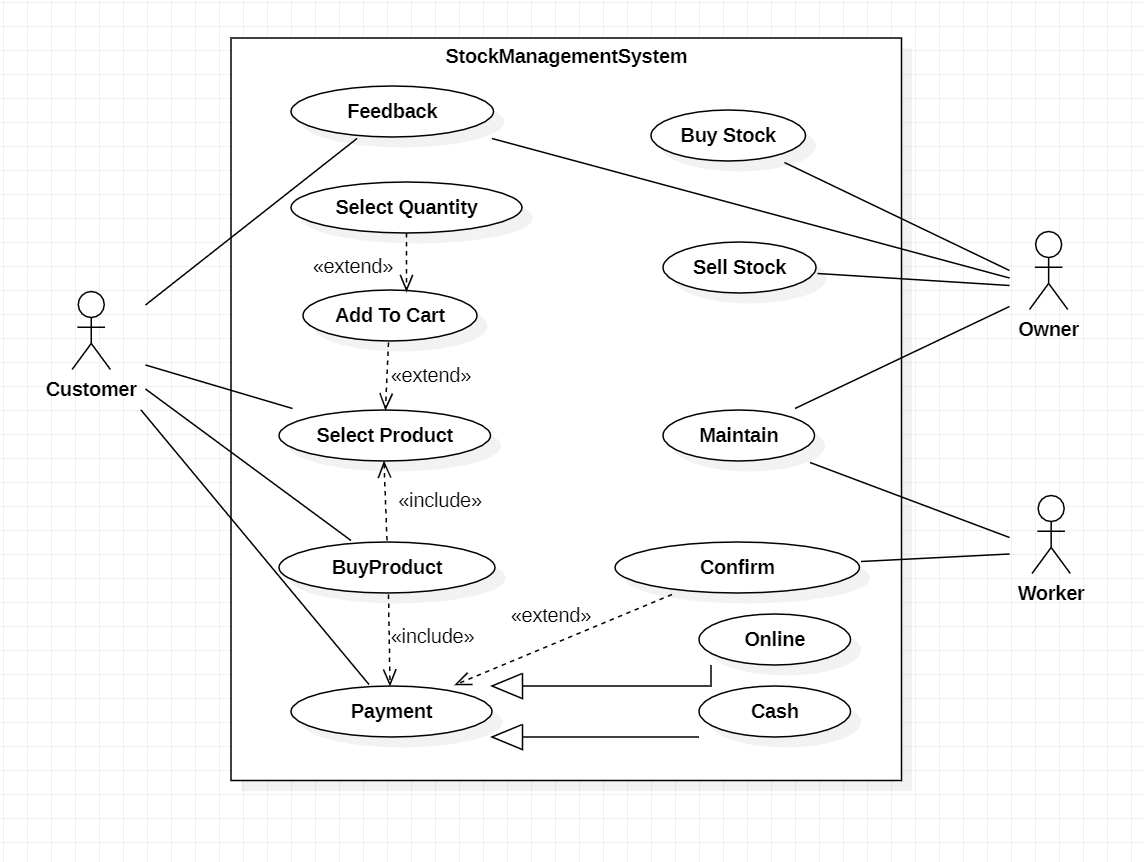 StockManagementSystem
Feedback
Buy Stock
Select Quantity
«extend»
Sell Stock
Add To Cart
Owner
«extend»
Customer
Select Product
Maintain
«include»
BuyProduct
Confirm
Worker
«extend»
«include»
Online
Payment
Cash